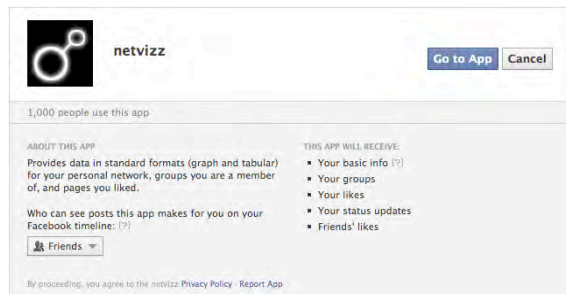 netvizz
Go to App
Cancel
1,000 people use this app
ABOUT THIS APP
Provides data in standard formats (graph and tabular)
for your personal network, groups you are a member
of, and pages you liked.
Who can see posts this app makes for you on your
Facebook timeline: [?]
Friends
THIS APP WILL RECEIVE:
▪ Your basic info [?]
▪ Your groups
▪ Your likes
▪ Your status updates
▪ Friends' likes
By proceeding, you agree to the netvizz Privacy Policy · Report App